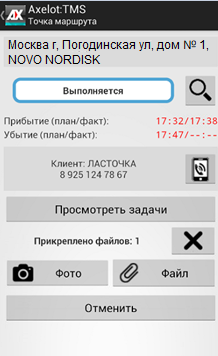 Axelot:TMS
Точка маршрута
Москва г, Погодинская ул, дом № 1,
NOVO NORDISK
Выполняется
Прибытие (план/факт): 17:32/17:38
Убытие (план/факт): 17:47/--:--
Клиент: ЛАСТОЧКА
8 925 124 78 67
Просмотреть задачи
Прикреплено файлов: 1
Фото
Файл
Отменить